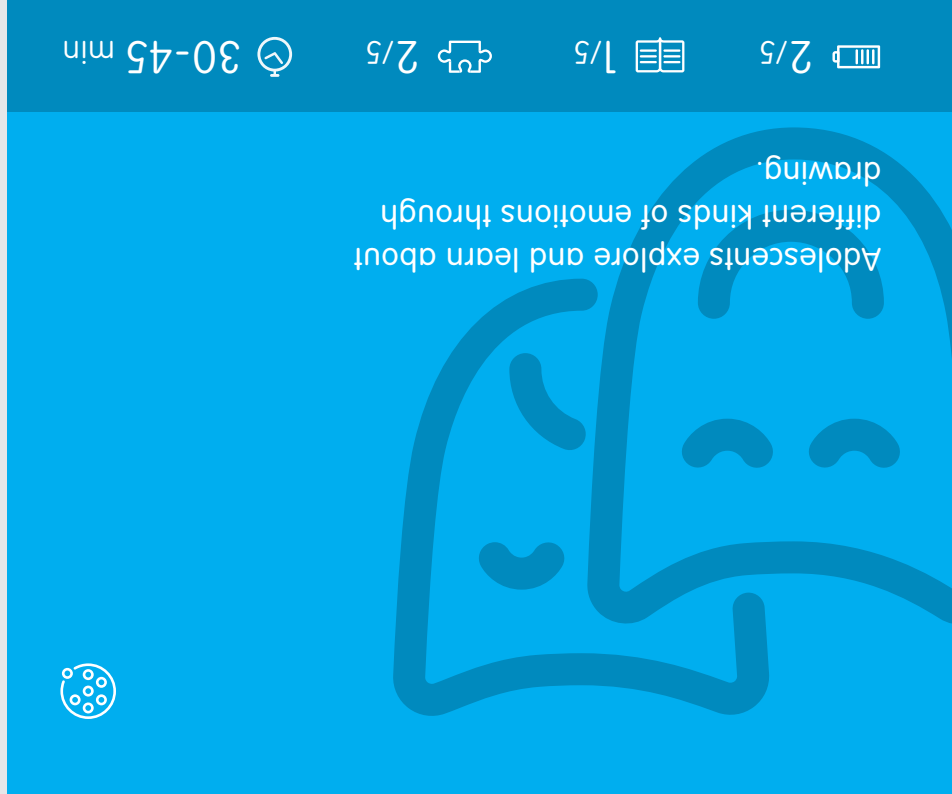 Adolescents explore and learn about
different kinds of emotions through
drawing.
2/5
1/5
2/5
30-45 min